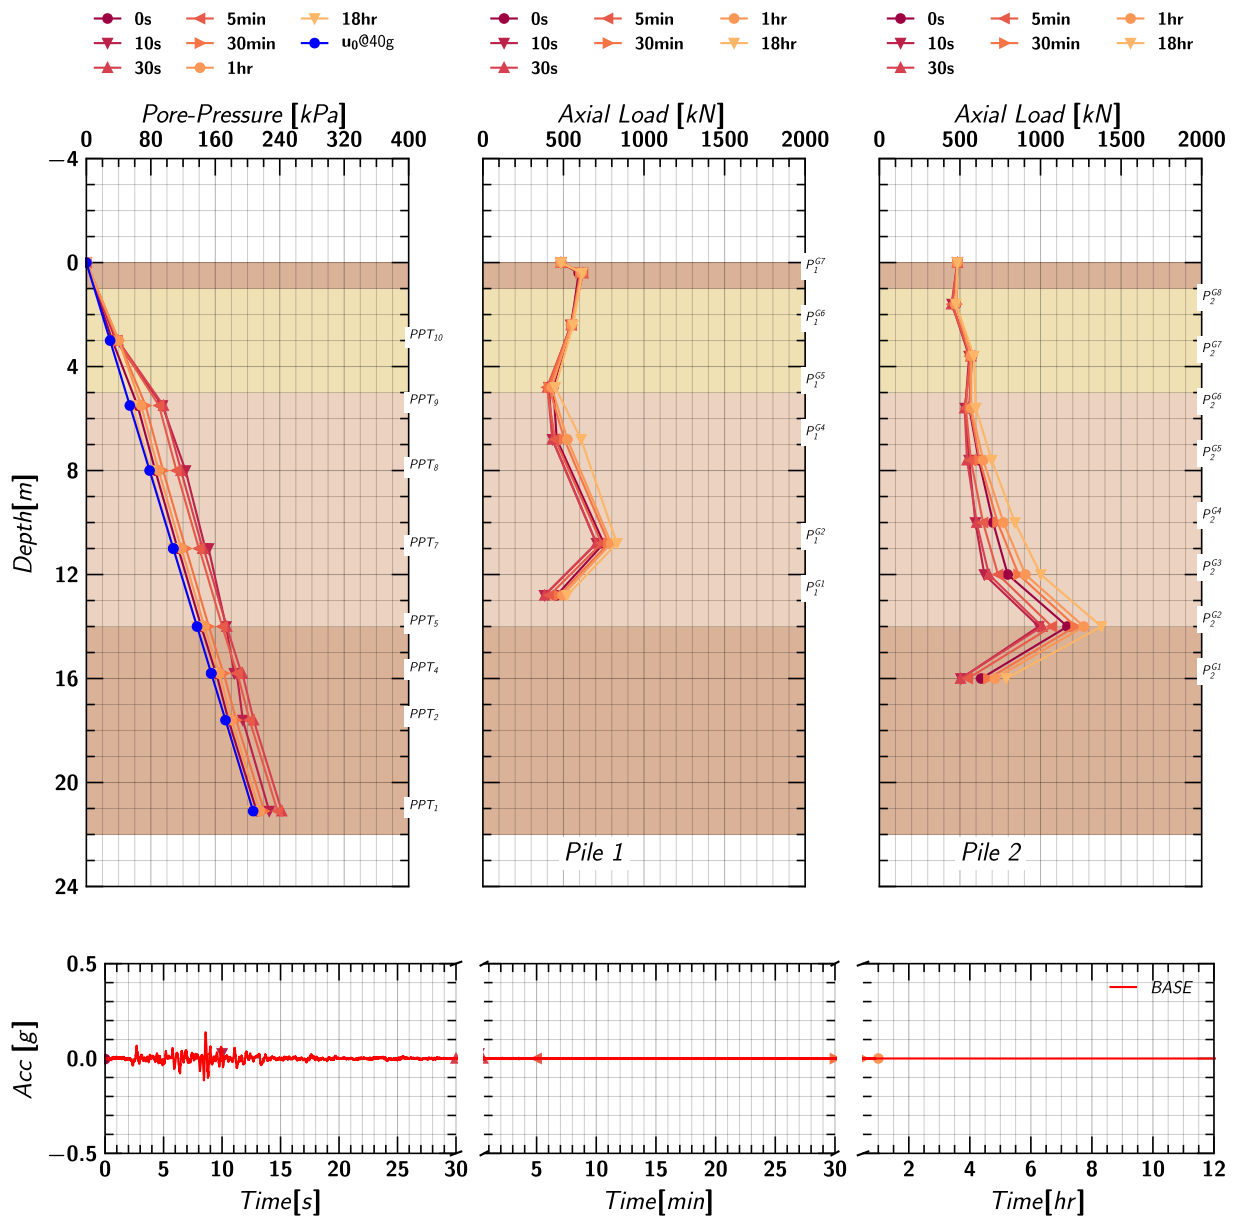 0s 5min 18hr
10s 30min u₀@40g
30s 1hr
0s 5min 1hr
10s 30min 18hr
30s
0s 5min 1hr
10s 30min 18hr
30s
Pore-Pressure [kPa]
0 80 160 240 320 400
Axial Load [kN]
0 500 1000 1500 2000
Axial Load [kN]
0 500 1000 1500 2000
Depth[m]
−4
0
4
8
12
16
20
24
PPT₁₀
PPT₉
PPT₈
PPT₇
PPT₅
PPT₄
PPT₂
PPT₁
P₁ᴳ⁷
P₁ᴳ⁶
P₁ᴳ⁵
P₁ᴳ⁴
P₁ᴳ²
P₁ᴳ¹
Pile 1
P₂ᴳ⁸
P₂ᴳ⁷
P₂ᴳ⁶
P₂ᴳ⁵
P₂ᴳ⁴
P₂ᴳ³
P₂ᴳ²
P₂ᴳ¹
Pile 2
Acc [g]
0.5
0.0
−0.5
0 5 10 15 20 25 30
Time[s]
5 10 15 20 25 30
Time[min]
BASE
2 4 6 8 10 12
Time[hr]